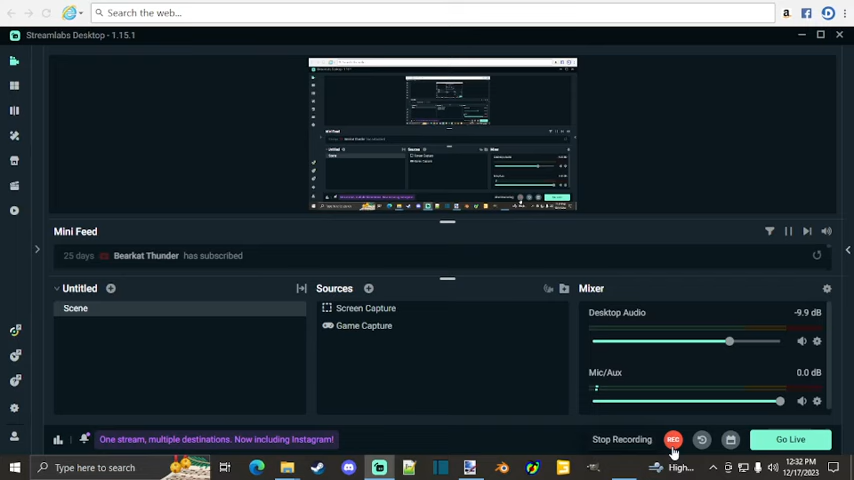 Search the web...
Streamlabs Desktop - 1.15.1
Mini Feed
25 days Bearkat Thunder has subscribed
Untitled
Scene
Sources
Screen Capture
Game Capture
Mixer
Desktop Audio -9.9 dB
Mic/Aux 0.0 dB
One stream, multiple destinations. Now including Instagram!
Stop Recording REC Go Live
Type here to search
High...
12:32 PM
12/17/2023